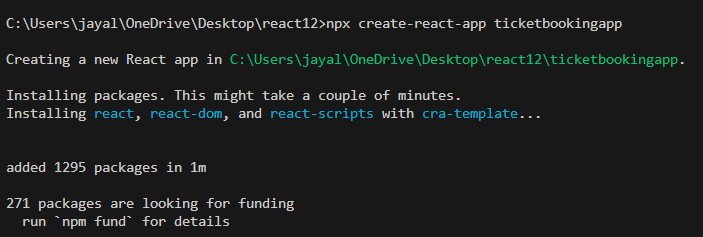 C:\Users\jayal\OneDrive\Desktop\react12>npx create-react-app ticketbookingapp
Creating a new React app in C:\Users\jayal\OneDrive\Desktop\react12\ticketbookingapp.
Installing packages. This might take a couple of minutes.
Installing react, react-dom, and react-scripts with cra-template...
added 1295 packages in 1m
271 packages are looking for funding
  run `npm fund` for details